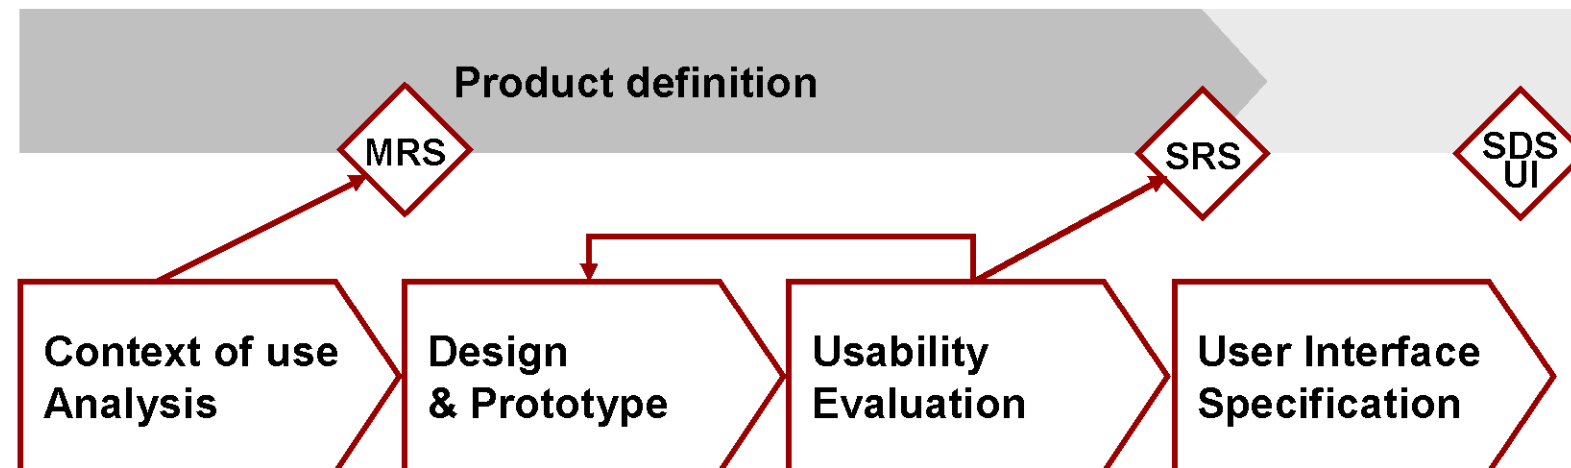 Product definition
MRS
SRS
SDS
UI
Context of use
Analysis
Design
& Prototype
Usability
Evaluation
User Interface
Specification